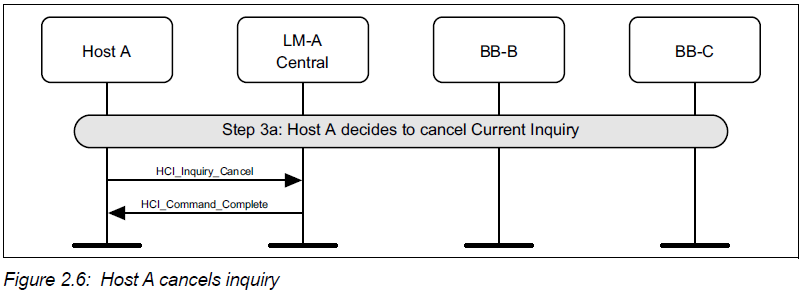 Host A
LM-A
Central
BB-B
BB-C
Step 3a: Host A decides to cancel Current Inquiry
HCI_Inquiry_Cancel
HCI_Command_Complete
Figure 2.6: Host A cancels inquiry